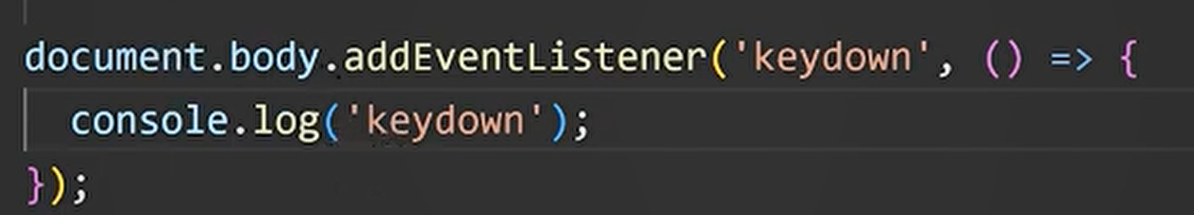 document.body.addEventListener('keydown', () => {
  console.log('keydown');
});